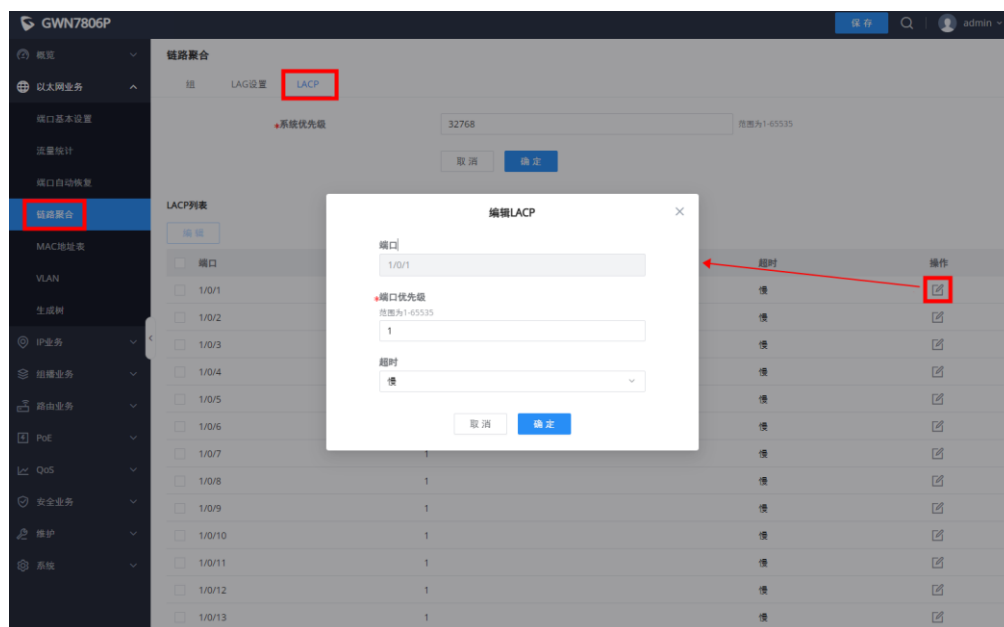 GWN7806P
保存
admin
概览
以太网业务
端口基本设置
流量统计
端口自动恢复
链路聚合
MAC地址表
VLAN
生成树
IP业务
组播业务
路由业务
PoE
QoS
安全业务
维护
系统
链路聚合
组 LAG设置 LACP
*系统优先级 32768 范围为1-65535
取消 确定
LACP列表
编辑
端口 超时 操作
1/0/1 慢
1/0/2 慢
1/0/3 慢
1/0/4 慢
1/0/5 慢
1/0/6 慢
1/0/7 1 慢
1/0/8 1 慢
1/0/9 1 慢
1/0/10 1 慢
1/0/11 1 慢
1/0/12 1 慢
1/0/13 1 慢
编辑LACP
端口
1/0/1
*端口优先级
范围为1-65535
1
超时
慢
取消 确定